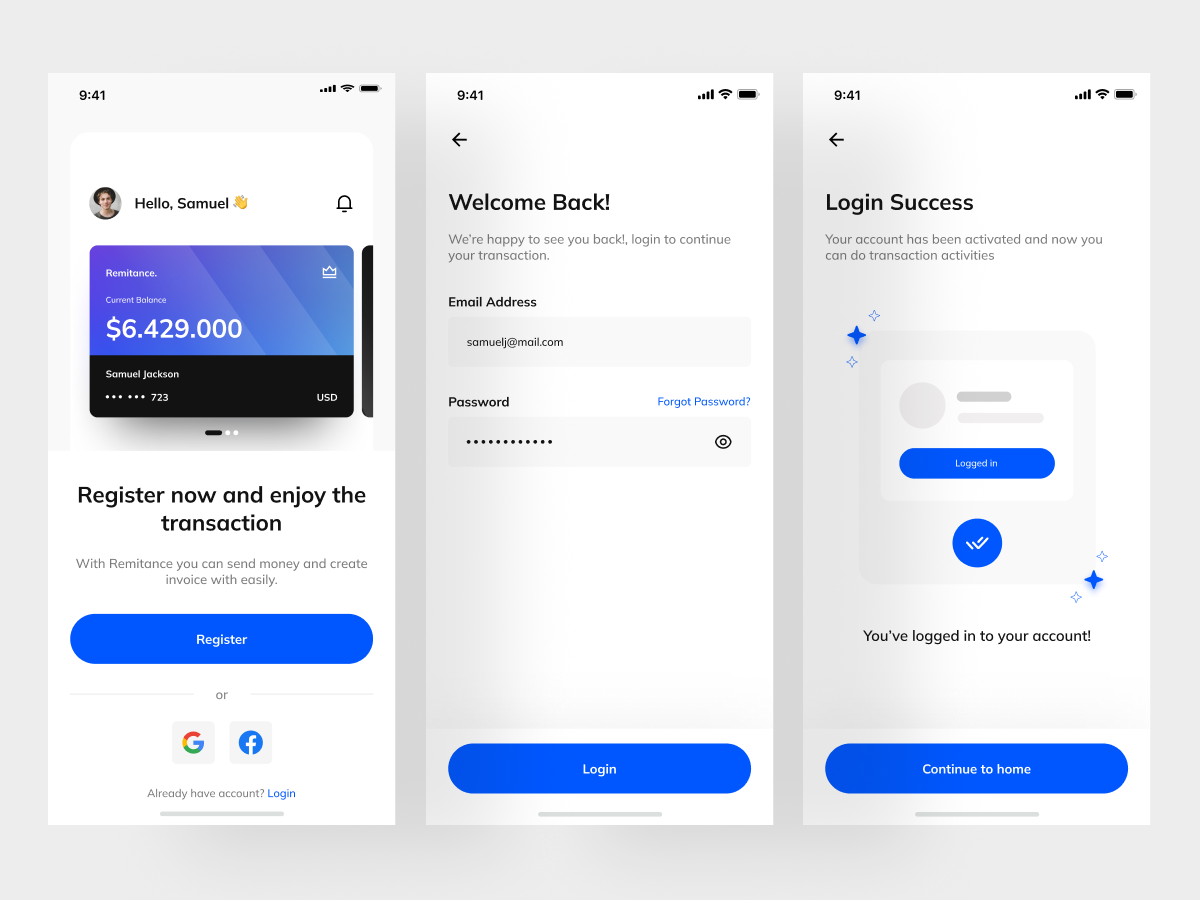 9:41
Hello, Samuel 👋
Remitance.
Current Balance
$6.429.000
Samuel Jackson
•• • ••• 723 USD
Register now and enjoy the
transaction
With Remitance you can send money and create
invoice with easily.
Register
or
Already have account? Login
9:41
Welcome Back!
We’re happy to see you back!, login to continue
your transaction.
Email Address
samuelj@mail.com
Password Forgot Password?
••••••••••••
Login
9:41
Login Success
Your account has been activated and now you
can do transaction activities
Logged in
You’ve logged in to your account!
Continue to home